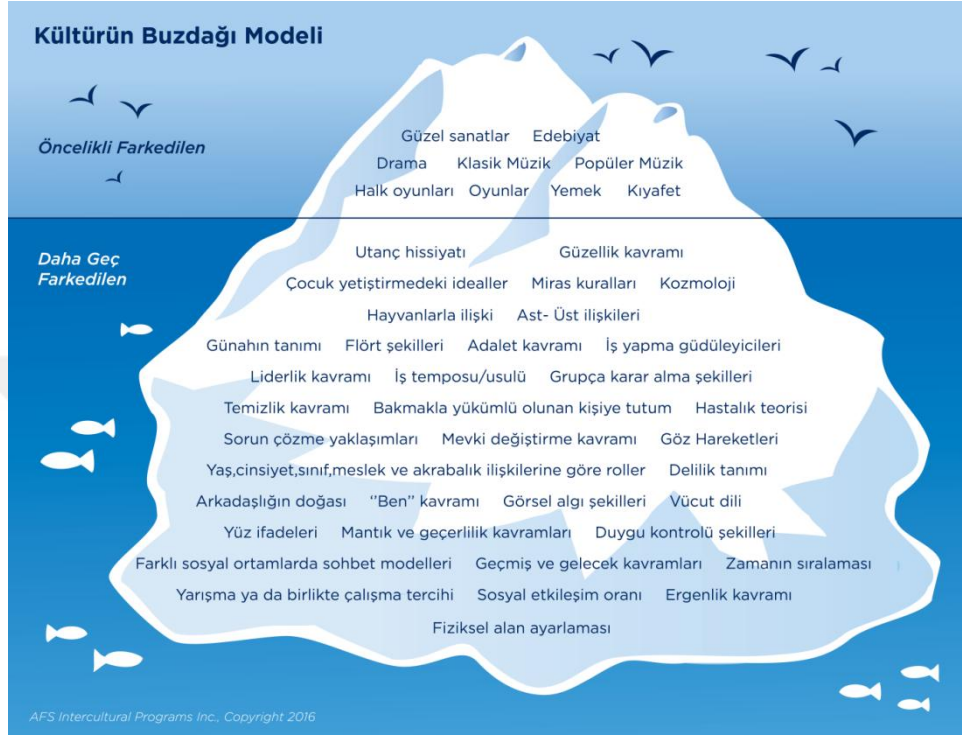 Kültürün Buzdağı Modeli
Öncelikli Farkedilen
Güzel sanatlar Edebiyat
Drama Klasik Müzik Popüler Müzik
Halk oyunları Oyunlar Yemek Kıyafet
Daha Geç
Farkedilen
Utanç hissiyatı Güzellik kavramı
Çocuk yetiştirmedeki idealler Miras kuralları Kozmoloji
Hayvanlarla ilişki Ast- Üst ilişkileri
Günahın tanımı Flört şekilleri Adalet kavramı İş yapma güdüleyicileri
Liderlik kavramı İş temposu/usulü Grupça karar alma şekilleri
Temizlik kavramı Bakmakla yükümlü olunan kişiye tutum Hastalık teorisi
Sorun çözme yaklaşımları Mevki değiştirme kavramı Göz Hareketleri
Yaş,cinsiyet,sınıf,meslek ve akrabalık ilişkilerine göre roller Delilik tanımı
Arkadaşlığın doğası ‘’Ben’’ kavramı Görsel algı şekilleri Vücut dili
Yüz ifadeleri Mantık ve geçerlilik kavramları Duygu kontrolü şekilleri
Farklı sosyal ortamlarda sohbet modelleri Geçmiş ve gelecek kavramları Zamanın sıralaması
Yarışma ya da birlikte çalışma tercihi Sosyal etkileşim oranı Ergenlik kavramı
Fiziksel alan ayarlaması
AFS Intercultural Programs Inc., Copyright 2016